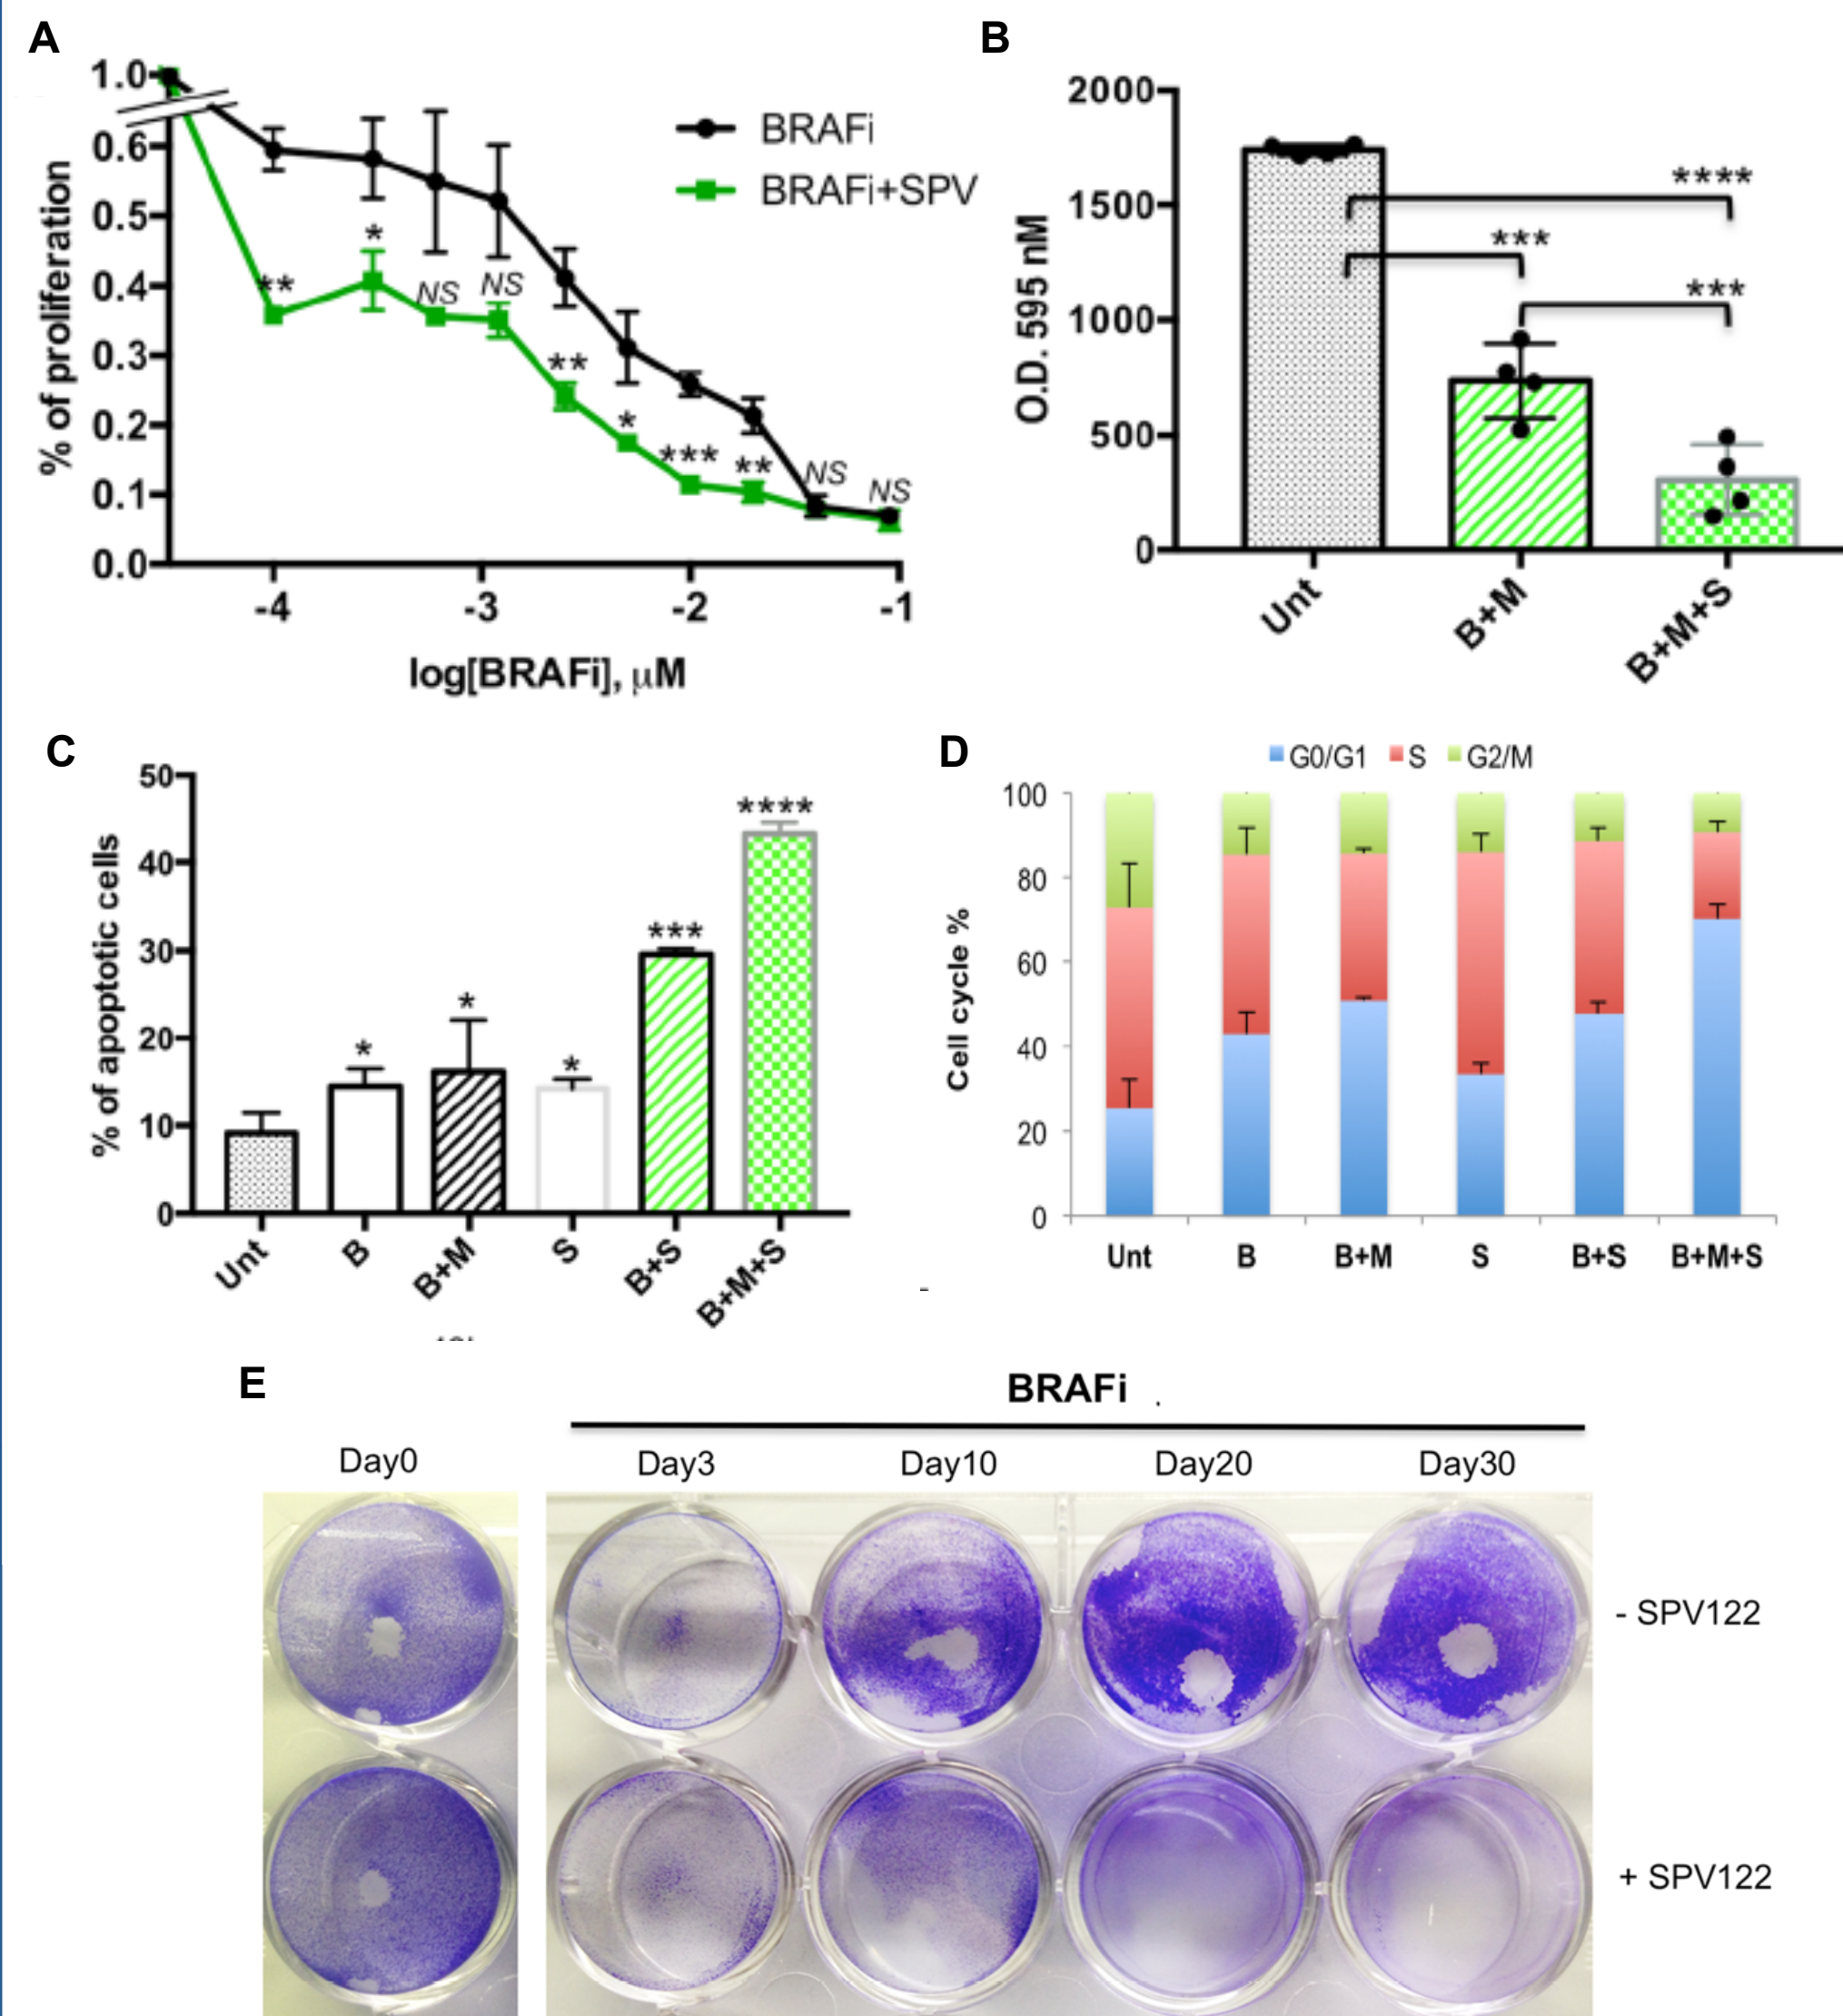 A
1.0
0.6
0.5
0.4
0.3
0.2
0.1
0.0
% of proliferation
BRAFi
BRAFi+SPV
**
*
NS
NS
**
*
***
**
NS
NS
-4
-3
-2
-1
log[BRAFi], μM
B
2000
1500
1000
500
0
O.D. 595 nM
****
***
***
Unt
B+M
B+M+S
C
50
40
30
20
10
0
% of apoptotic cells
*
*
*
***
****
Unt
B
B+M
S
B+S
B+M+S
D
G0/G1
S
G2/M
100
80
60
40
20
0
Cell cycle %
Unt
B
B+M
S
B+S
B+M+S
E
BRAFi
Day0
Day3
Day10
Day20
Day30
- SPV122
+ SPV122